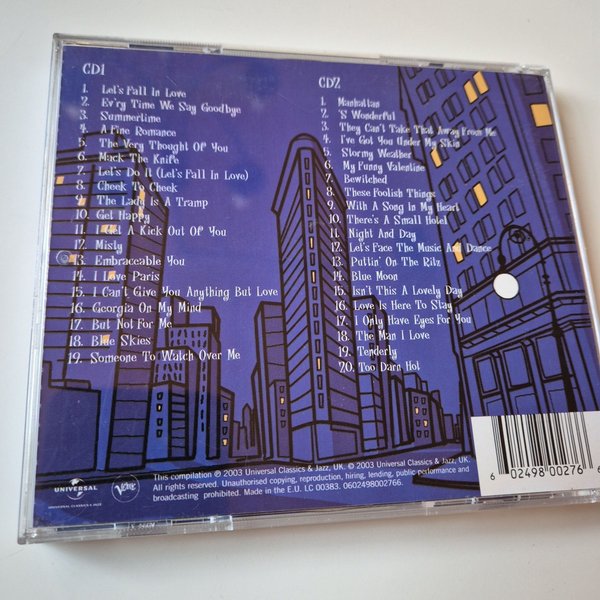 CD1
1. Let's Fall In Love
2. Ev'ry Time We Say Goodbye
3. Summertime
4. A Fine Romance
5. The Very Thought Of You
6. Mack The Knife
7. Let's Do It (Let's Fall In Love)
8. Cheek To Cheek
9. The Lady Is A Tramp
10. Get Happy
11. I Get A Kick Out Of You
12. Misty
13. Embraceable You
14. I Love Paris
15. I Can't Give You Anything But Love
16. Georgia On My Mind
17. But Not For Me
18. Blue Skies
19. Someone To Watch Over Me
CD2
1. Manhattan
2. 'S Wonderful
3. They Can't Take That Away From Me
4. I've Got You Under My Skin
5. Stormy Weather
6. My Funny Valentine
7. Bewitched
8. These Foolish Things
9. With A Song In My Heart
10. There's A Small Hotel
11. Night And Day
12. Let's Face The Music And Dance
13. Puttin' On The Ritz
14. Blue Moon
15. Isn't This A Lovely Day
16. Love Is Here To Stay
17. I Only Have Eyes For You
18. The Man I Love
19. Tenderly
20. Too Darn Hot
UNIVERSAL
UNIVERSAL CLASSICS & JAZZ
Verve
This compilation ℗ 2003 Universal Classics & Jazz, UK. © 2003 Universal Classics & Jazz, UK.
All rights reserved. Unauthorised copying, reproduction, hiring, lending, public performance and
broadcasting prohibited. Made in the E.U. LC 00383. 0602498002766.
6 02498 00276 6